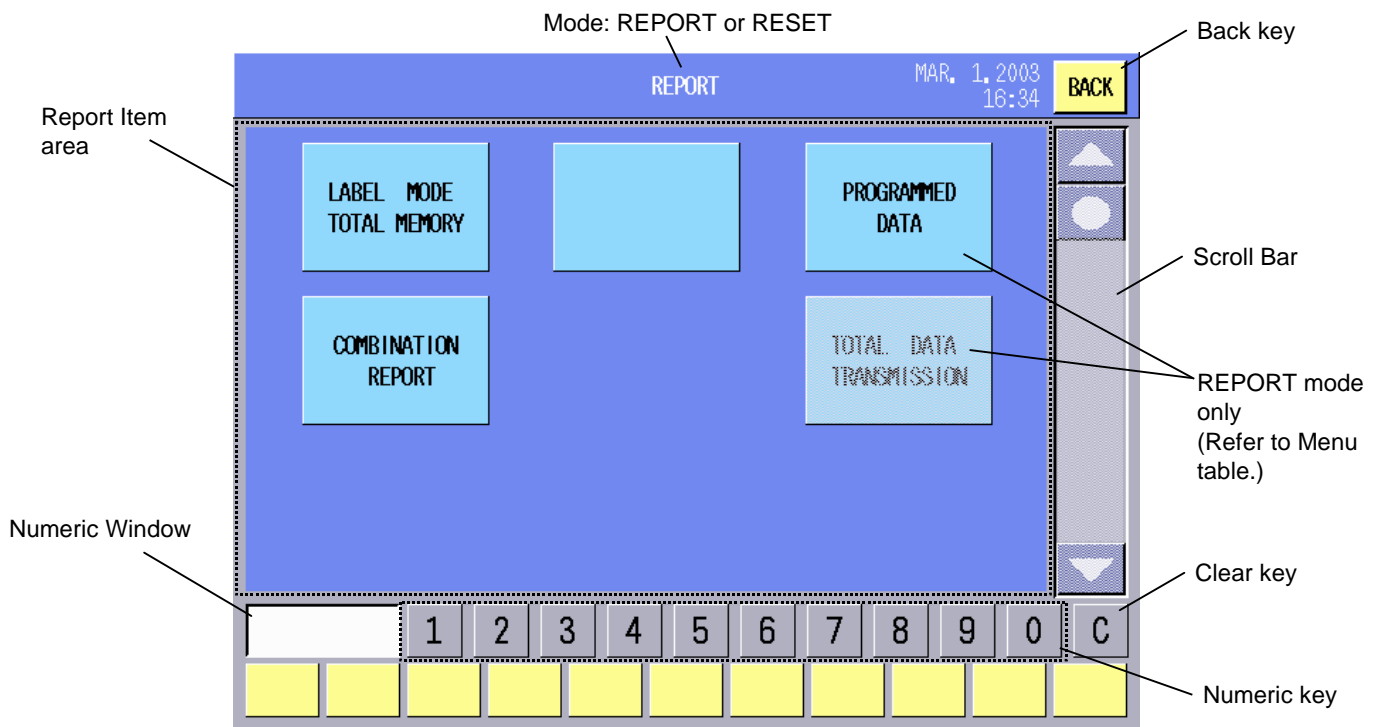 Mode: REPORT or RESET
Back key
REPORT
MAR. 1.2003
16:34
BACK
Report Item
area
LABEL MODE
TOTAL MEMORY
PROGRAMMED
DATA
Scroll Bar
COMBINATION
REPORT
TOTAL DATA
TRANSMISSION
REPORT mode
only
(Refer to Menu
table.)
Numeric Window
Clear key
1 2 3 4 5 6 7 8 9 0 C
Numeric key